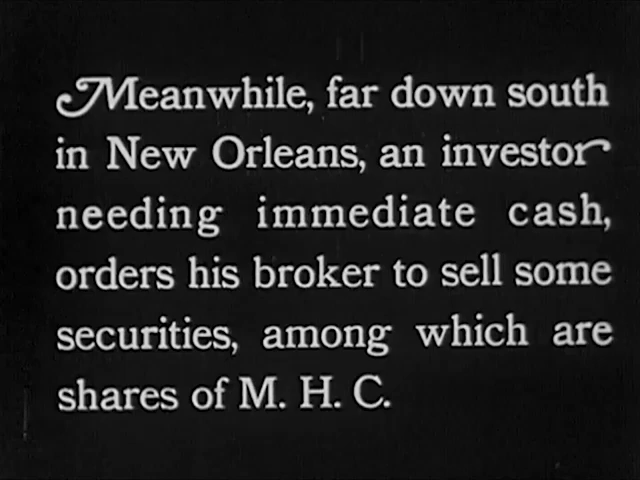 Meanwhile, far down south
in New Orleans, an investor
needing immediate cash,
orders his broker to sell some
securities, among which are
shares of M. H. C.